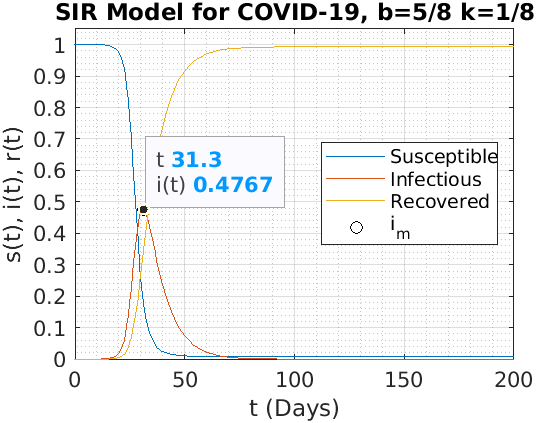 SIR Model for COVID-19, b=5/8 k=1/8
s(t), i(t), r(t)
1
0.9
0.8
0.7
0.6
0.5
0.4
0.3
0.2
0.1
0
t 31.3
i(t) 0.4767
Susceptible
Infectious
Recovered
i_m
0 50 100 150 200
t (Days)